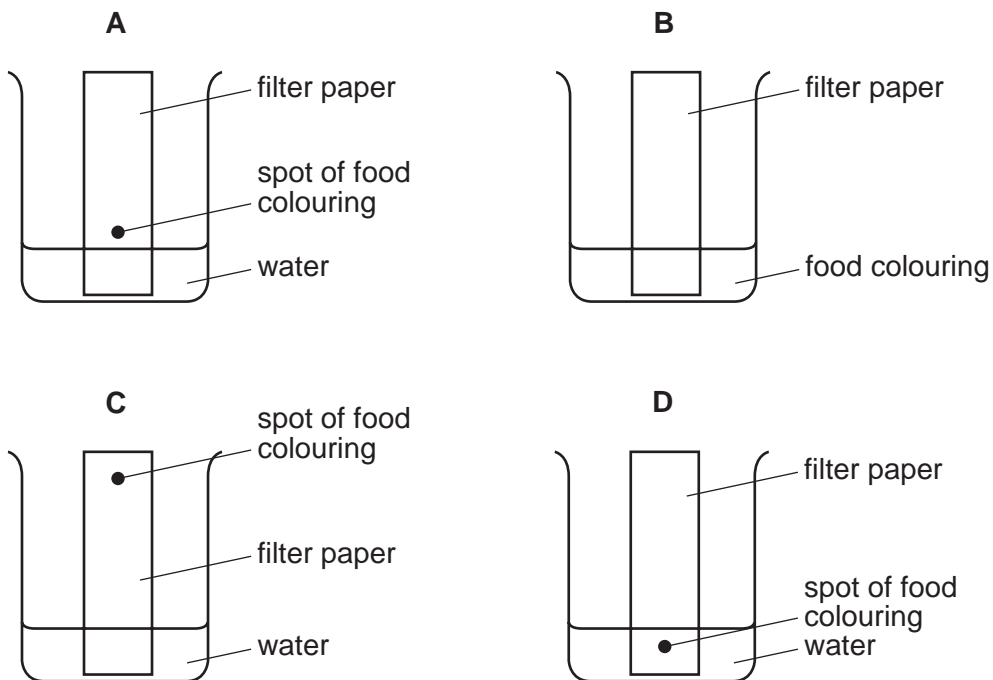 A
filter paper
spot of food
colouring
water
B
filter paper
food colouring
C
spot of food
colouring
filter paper
water
D
filter paper
spot of food
colouring
water